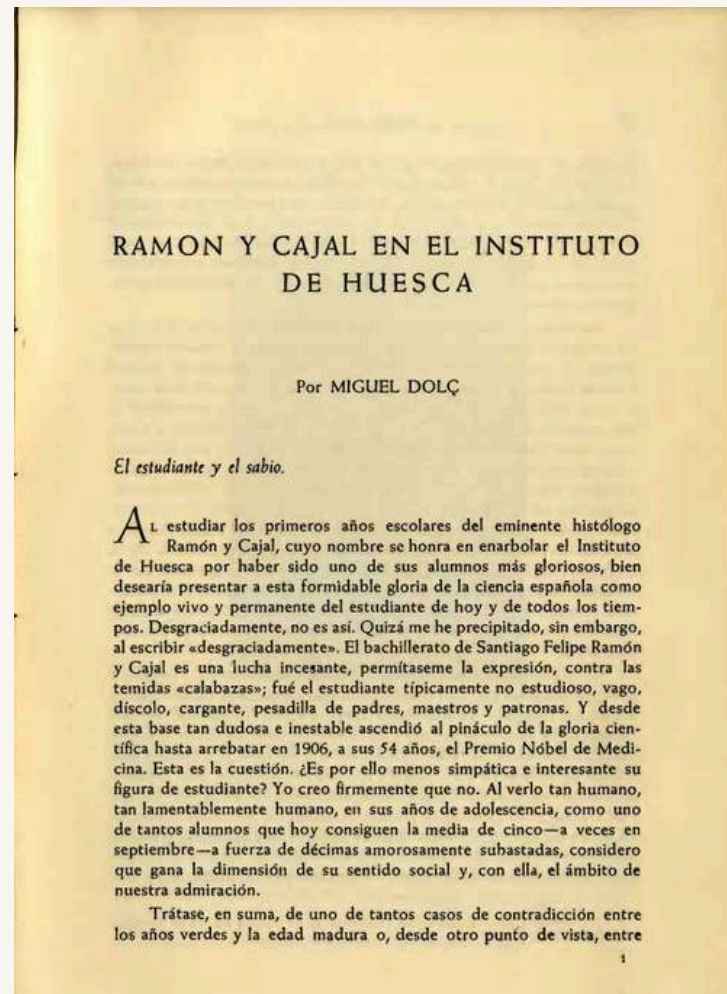 RAMON Y CAJAL EN EL INSTITUTO
DE HUESCA
Por MIGUEL DOLÇ
El estudiante y el sabio.
AL estudiar los primeros años escolares del eminente histólogo
Ramón y Cajal, cuyo nombre se honra en enarbolar el Instituto
de Huesca por haber sido uno de sus alumnos más gloriosos, bien
desearía presentar a esta formidable gloria de la ciencia española como
ejemplo vivo y permanente del estudiante de hoy y de todos los tiem-
pos. Desgraciadamente, no es así. Quizá me he precipitado, sin embargo,
al escribir «desgraciadamente». El bachillerato de Santiago Felipe Ramón
y Cajal es una lucha incesante, permítaseme la expresión, contra las
temidas «calabazas»; fué el estudiante típicamente no estudioso, vago,
díscolo, cargante, pesadilla de padres, maestros y patronas. Y desde
esta base tan dudosa e inestable ascendió al pináculo de la gloria cien-
tífica hasta arrebatar en 1906, a sus 54 años, el Premio Nóbel de Medi-
cina. Esta es la cuestión. ¿Es por ello menos simpática e interesante su
figura de estudiante? Yo creo firmemente que no. Al verlo tan humano,
tan lamentablemente humano, en sus años de adolescencia, como uno
de tantos alumnos que hoy consiguen la media de cinco—a veces en
septiembre—a fuerza de décimas amorosamente subastadas, considero
que gana la dimensión de su sentido social y, con ella, el ámbito de
nuestra admiración.
Trátase, en suma, de uno de tantos casos de contradicción entre
los años verdes y la edad madura o, desde otro punto de vista, entre
1